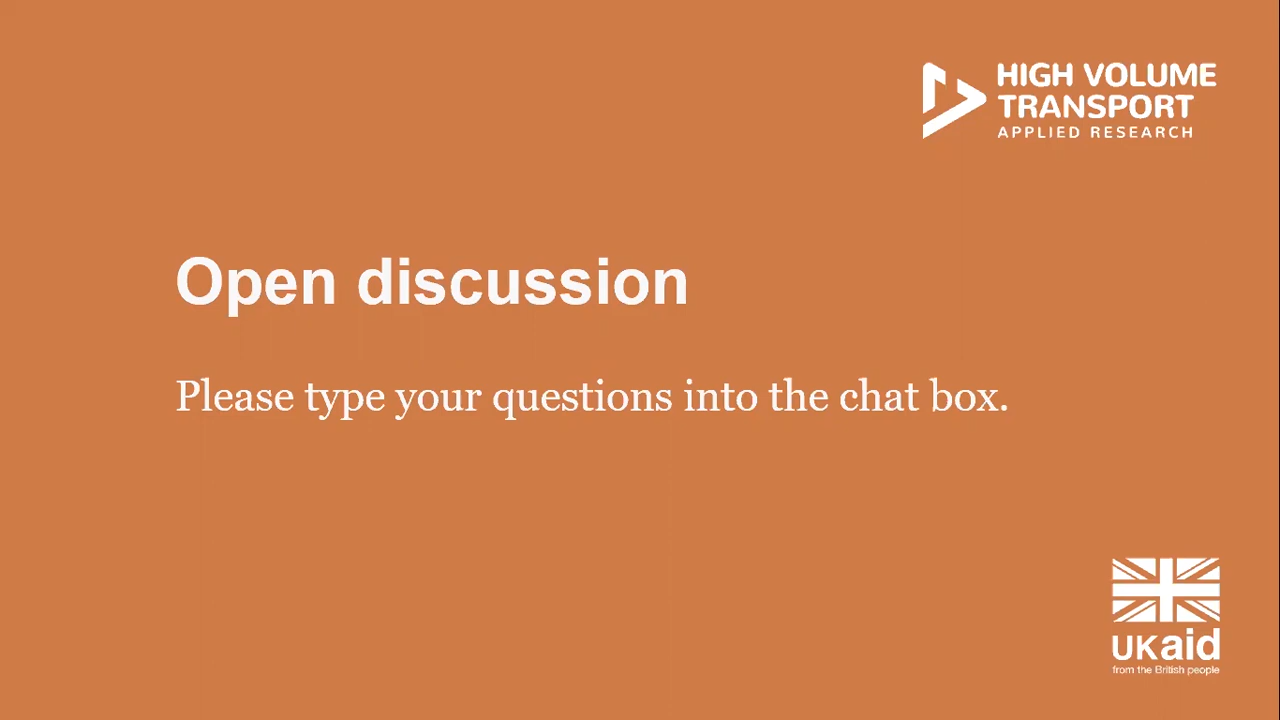 HIGH VOLUME
TRANSPORT
APPLIED RESEARCH
Open discussion
Please type your questions into the chat box.
UKaid
from the British people